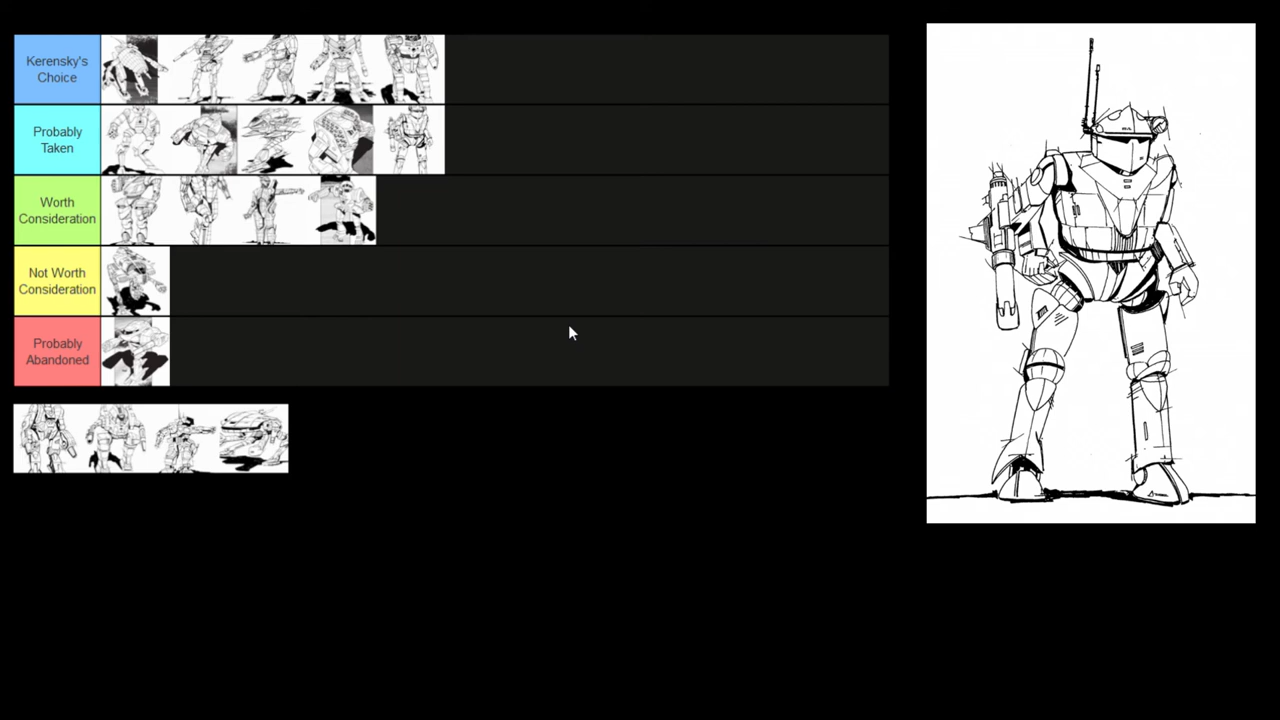 Kerensky's
Choice
Probably
Taken
Worth
Consideration
Not Worth
Consideration
Probably
Abandoned